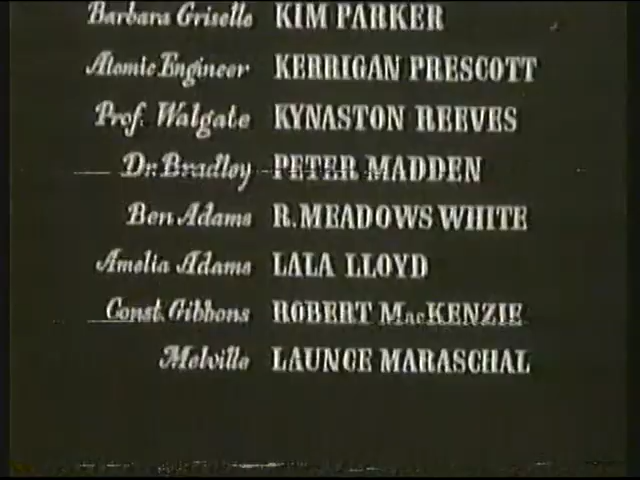 Barbara Griselle KIM PARKER
Atomic Engineer KERRIGAN PRESCOTT
Prof. Walgate KYNASTON REEVES
Dr. Bradley PETER MADDEN
Ben Adams R. MEADOWS WHITE
Amelia Adams LALA LLOYD
Const. Gibbons ROBERT MacKENZIE
Melville LAUNCE MARASCHAL